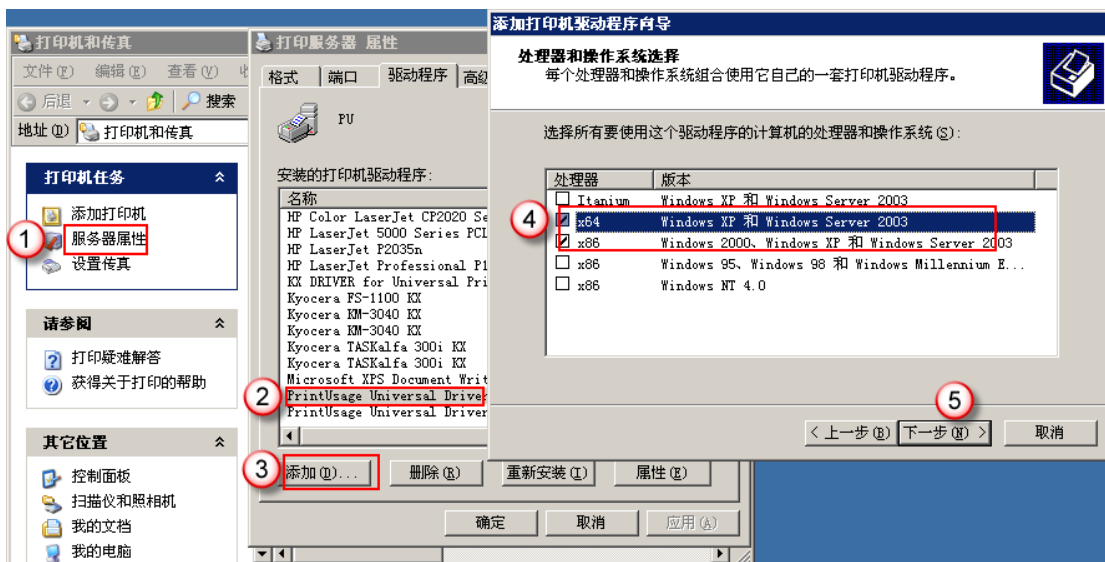 打印机和传真
文件(F) 编辑(E) 查看(V)
后退 搜索
地址(D) 打印机和传真
打印机任务
添加打印机
1
服务器属性
设置传真
请参阅
打印疑难解答
获得关于打印的帮助
其它位置
控制面板
扫描仪和照相机
我的文档
我的电脑
打印服务器 属性
格式 端口 驱动程序 高级
PU
安装的打印机驱动程序:
名称
HP Color LaserJet CP2020 Se
HP LaserJet 5000 Series PCL
HP LaserJet P2035n
HP LaserJet Professional P1
KX DRIVER for Universal Pri
Kyocera FS-1100 KX
Kyocera KM-3040 KX
Kyocera KM-3040 KX
Kyocera TASKalfa 300i KX
Kyocera TASKalfa 300i KX
Microsoft XPS Document Writ
2
PrintUsage Universal Driver
PrintUsage Universal Driver
3
添加(D)... 删除(R) 重新安装(I) 属性(E)
确定 取消 应用(A)
添加打印机驱动程序向导
处理器和操作系统选择
每个处理器和操作系统组合使用它自己的一套打印机驱动程序。
选择所有要使用这个驱动程序的计算机的处理器和操作系统(S):
处理器 版本
Itanium Windows XP 和 Windows Server 2003
4
x64 Windows XP 和 Windows Server 2003
x86 Windows 2000、Windows XP 和 Windows Server 2003
x86 Windows 95、Windows 98 和 Windows Millennium E...
x86 Windows NT 4.0
5
< 上一步(B) 下一步(N) > 取消